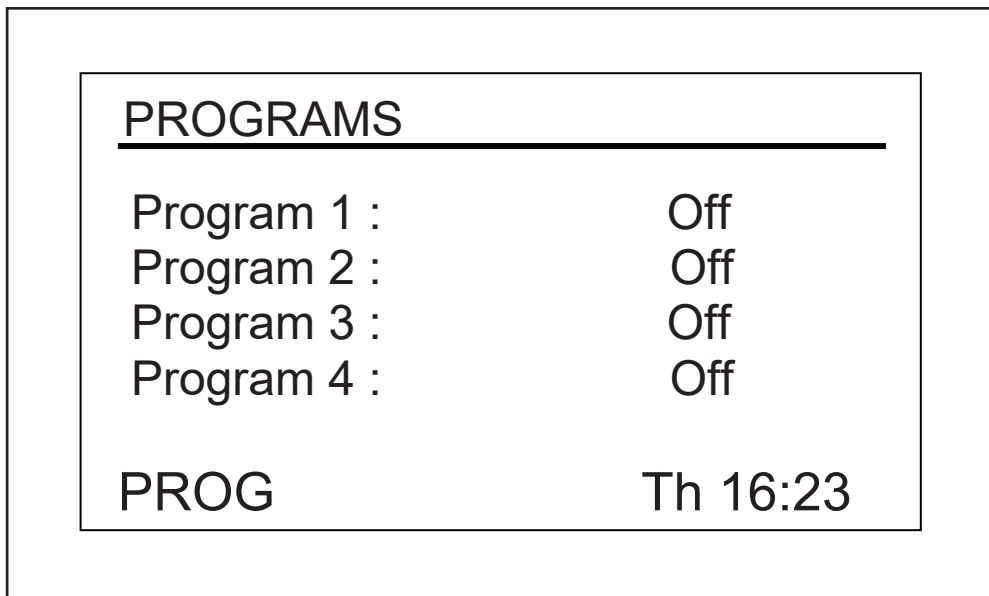 PROGRAMS
Program 1 : Off
Program 2 : Off
Program 3 : Off
Program 4 : Off
PROG Th 16:23